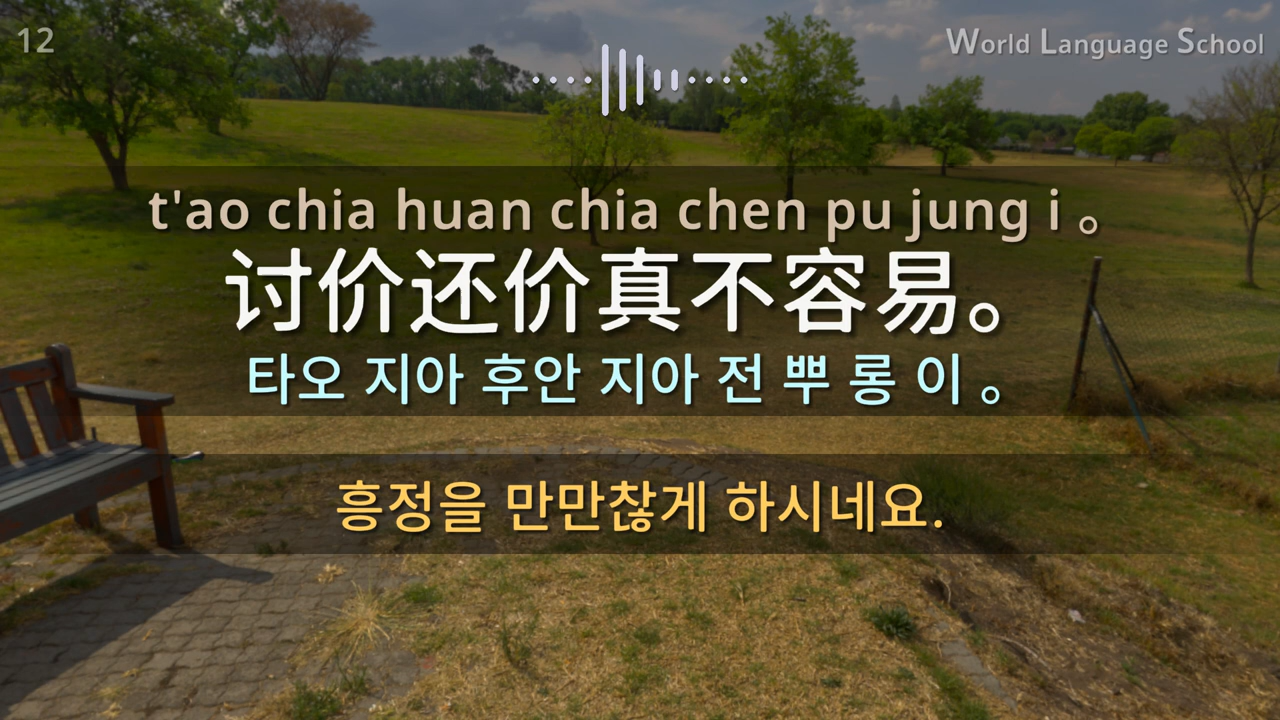 12
World Language School
t'ao chia huan chia chen pu jung i 。
讨价还价真不容易。
타오 지아 후안 지아 전 뿌 롱 이 。
흥정을 만만찮게 하시네요.